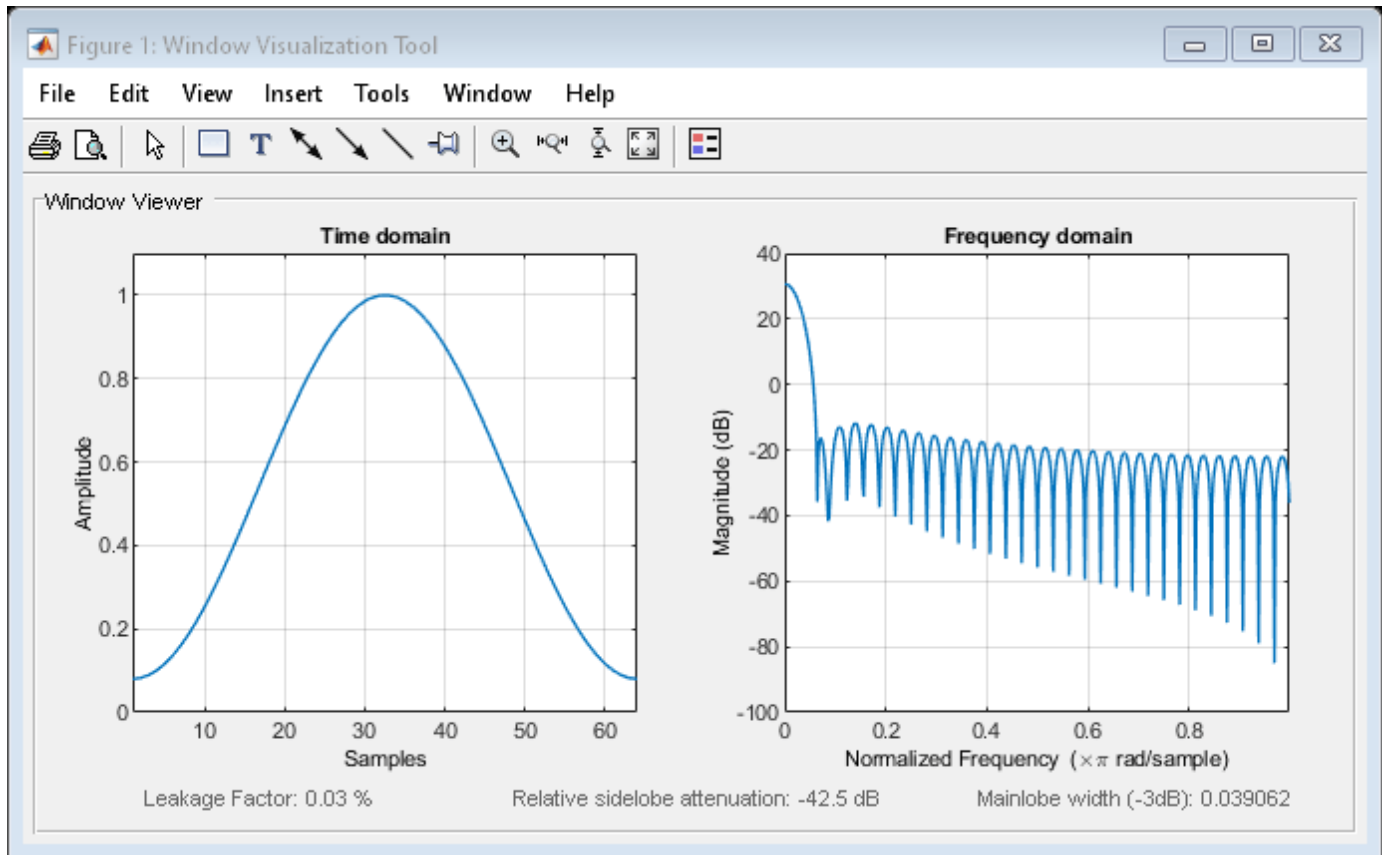 Figure 1: Window Visualization Tool
File Edit View Insert Tools Window Help
T
Window Viewer
Time domain
1
0.8
0.6
0.4
0.2
0
Amplitude
10 20 30 40 50 60
Samples
Frequency domain
40
20
0
-20
-40
-60
-80
-100
Magnitude (dB)
0 0.2 0.4 0.6 0.8
Normalized Frequency (×π rad/sample)
Leakage Factor: 0.03 %
Relative sidelobe attenuation: -42.5 dB
Mainlobe width (-3dB): 0.039062